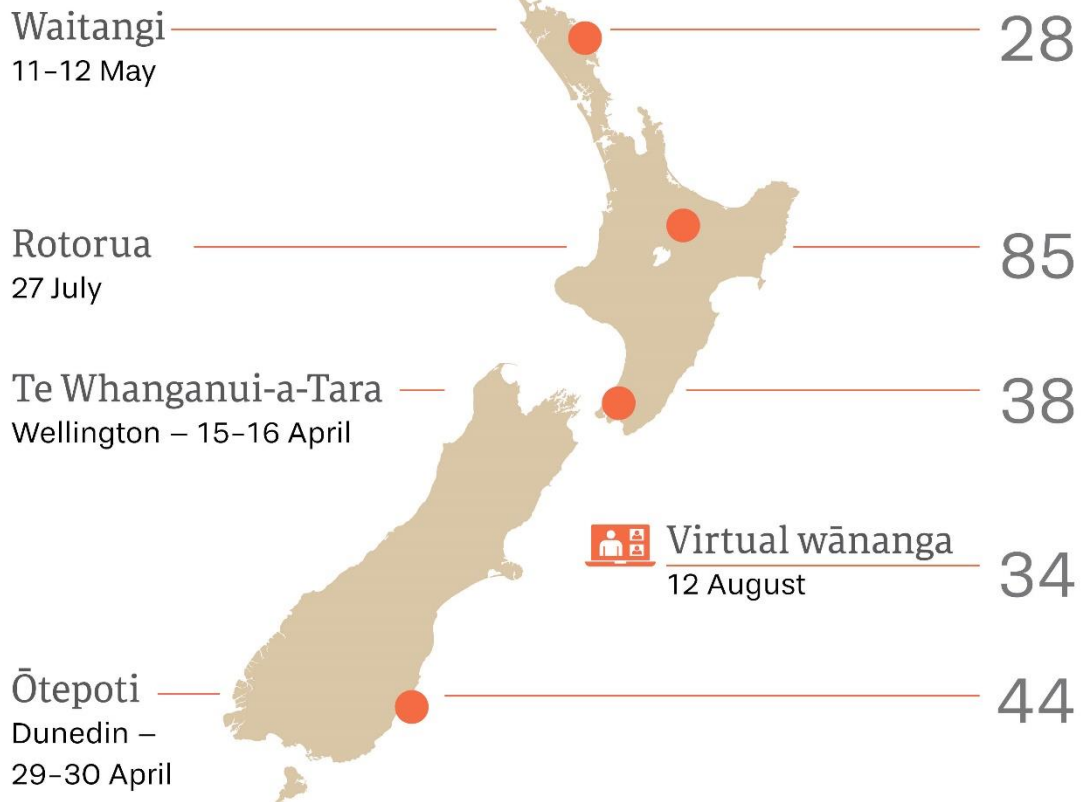 Waitangi
11–12 May
28
Rotorua
27 July
85
Te Whanganui-a-Tara
Wellington – 15–16 April
38
Virtual wānanga
12 August
34
Ōtepoti
Dunedin –
29–30 April
44